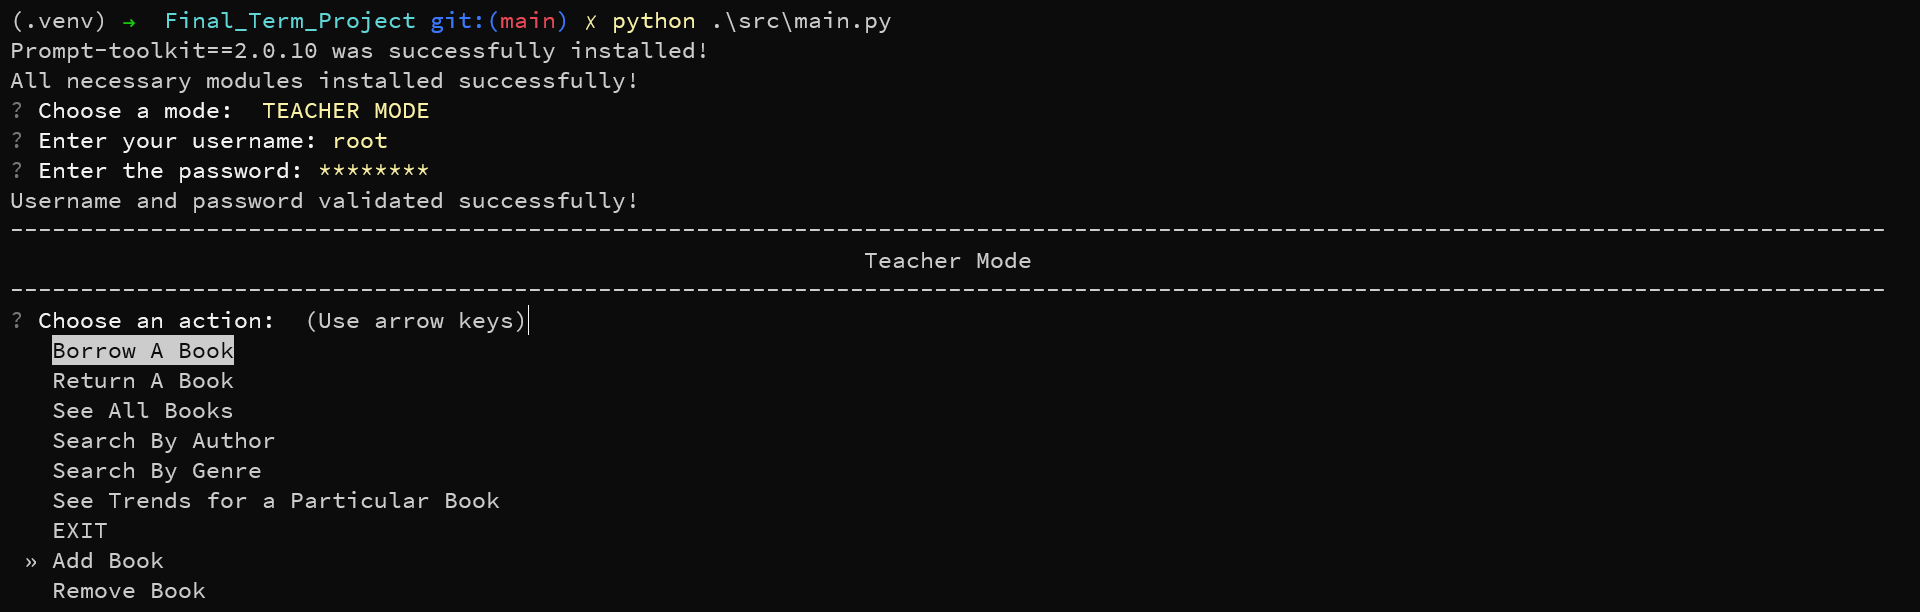 (.venv) ➜  Final_Term_Project git:(main) ✗ python .\src\main.py
Prompt-toolkit==2.0.10 was successfully installed!
All necessary modules installed successfully!
? Choose a mode:  TEACHER MODE
? Enter your username: root
? Enter the password: ********
Username and password validated successfully!
--------------------------------------------------------------------------------------------------------------------------------------
Teacher Mode
--------------------------------------------------------------------------------------------------------------------------------------
? Choose an action:  (Use arrow keys)
Borrow A Book
Return A Book
See All Books
Search By Author
Search By Genre
See Trends for a Particular Book
EXIT
» Add Book
Remove Book